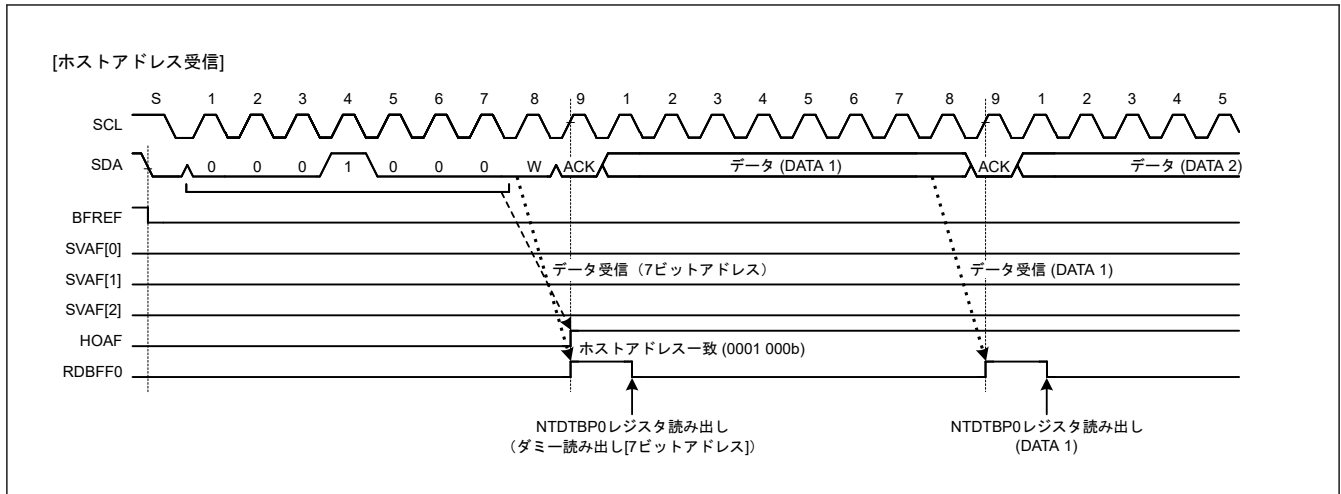 [ホストアドレス受信]
S 1 2 3 4 5 6 7 8 9 1 2 3 4 5 6 7 8 9 1 2 3 4 5
SCL
SDA 0 0 0 1 0 0 0 W ACK データ (DATA 1) ACK データ (DATA 2)
BFREF
SVAF[0]
データ受信(7ビットアドレス) データ受信 (DATA 1)
SVAF[1]
SVAF[2]
HOAF
ホストアドレス一致 (0001 000b)
RDBFF0
NTDTBP0レジスタ読み出し
(ダミー読み出し[7ビットアドレス])
NTDTBP0レジスタ読み出し
(DATA 1)